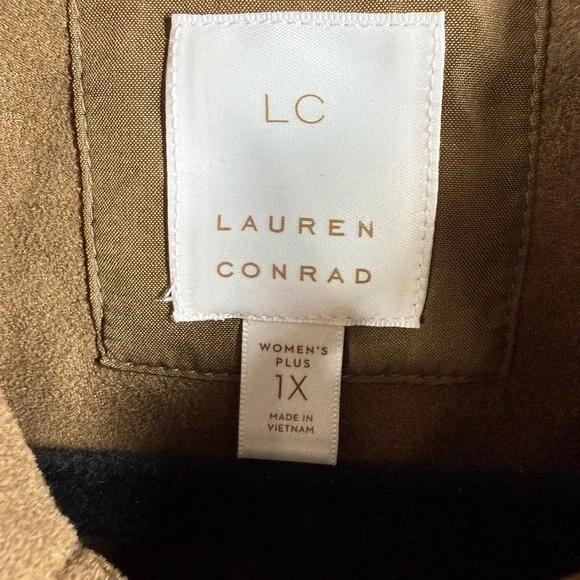 LC
LAUREN
CONRAD
WOMEN'S
PLUS
1X
MADE IN
VIETNAM